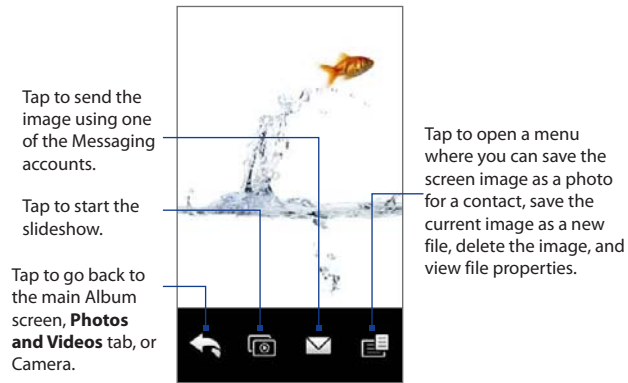 Tap to send the
image using one
of the Messaging
accounts.
Tap to start the
slideshow.
Tap to go back to
the main Album
screen, Photos
and Videos tab, or
Camera.
Tap to open a menu
where you can save the
screen image as a photo
for a contact, save the
current image as a new
file, delete the image, and
view file properties.